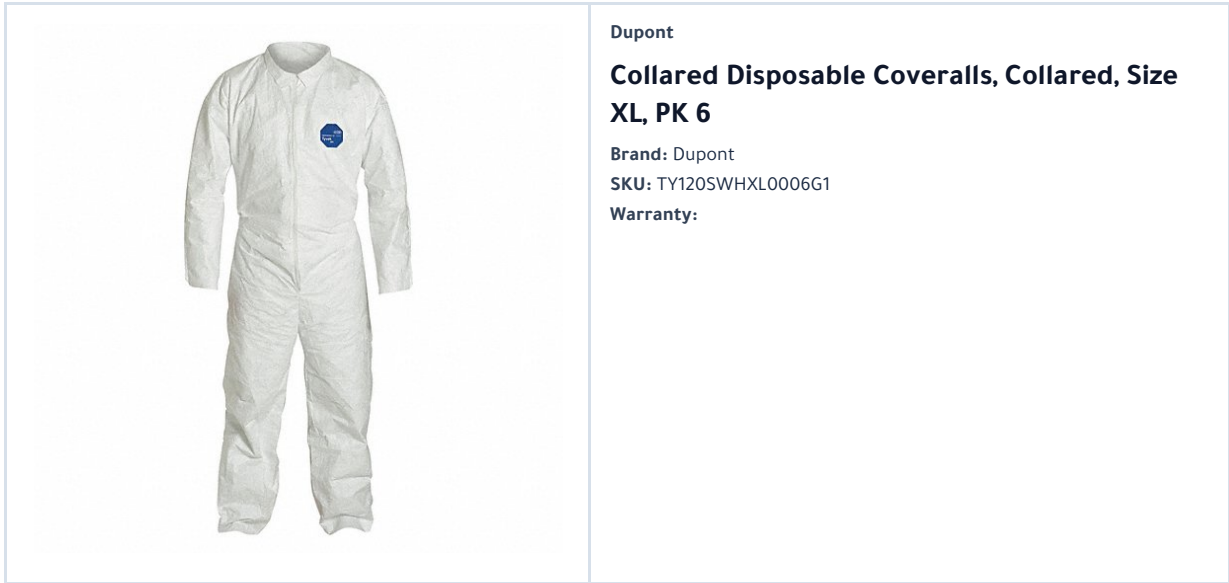 Dupont
Collared Disposable Coveralls, Collared, Size
XL, PK 6
Brand: Dupont
SKU: TY120SWHXL0006G1
Warranty: